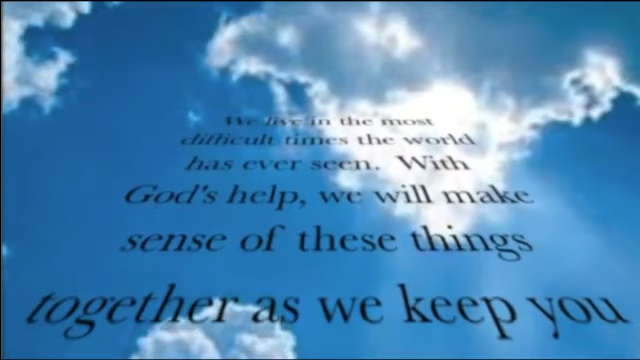 We live in the most
difficult times the world
has ever seen. With
God's help, we will make
sense of these things
together as we keep you